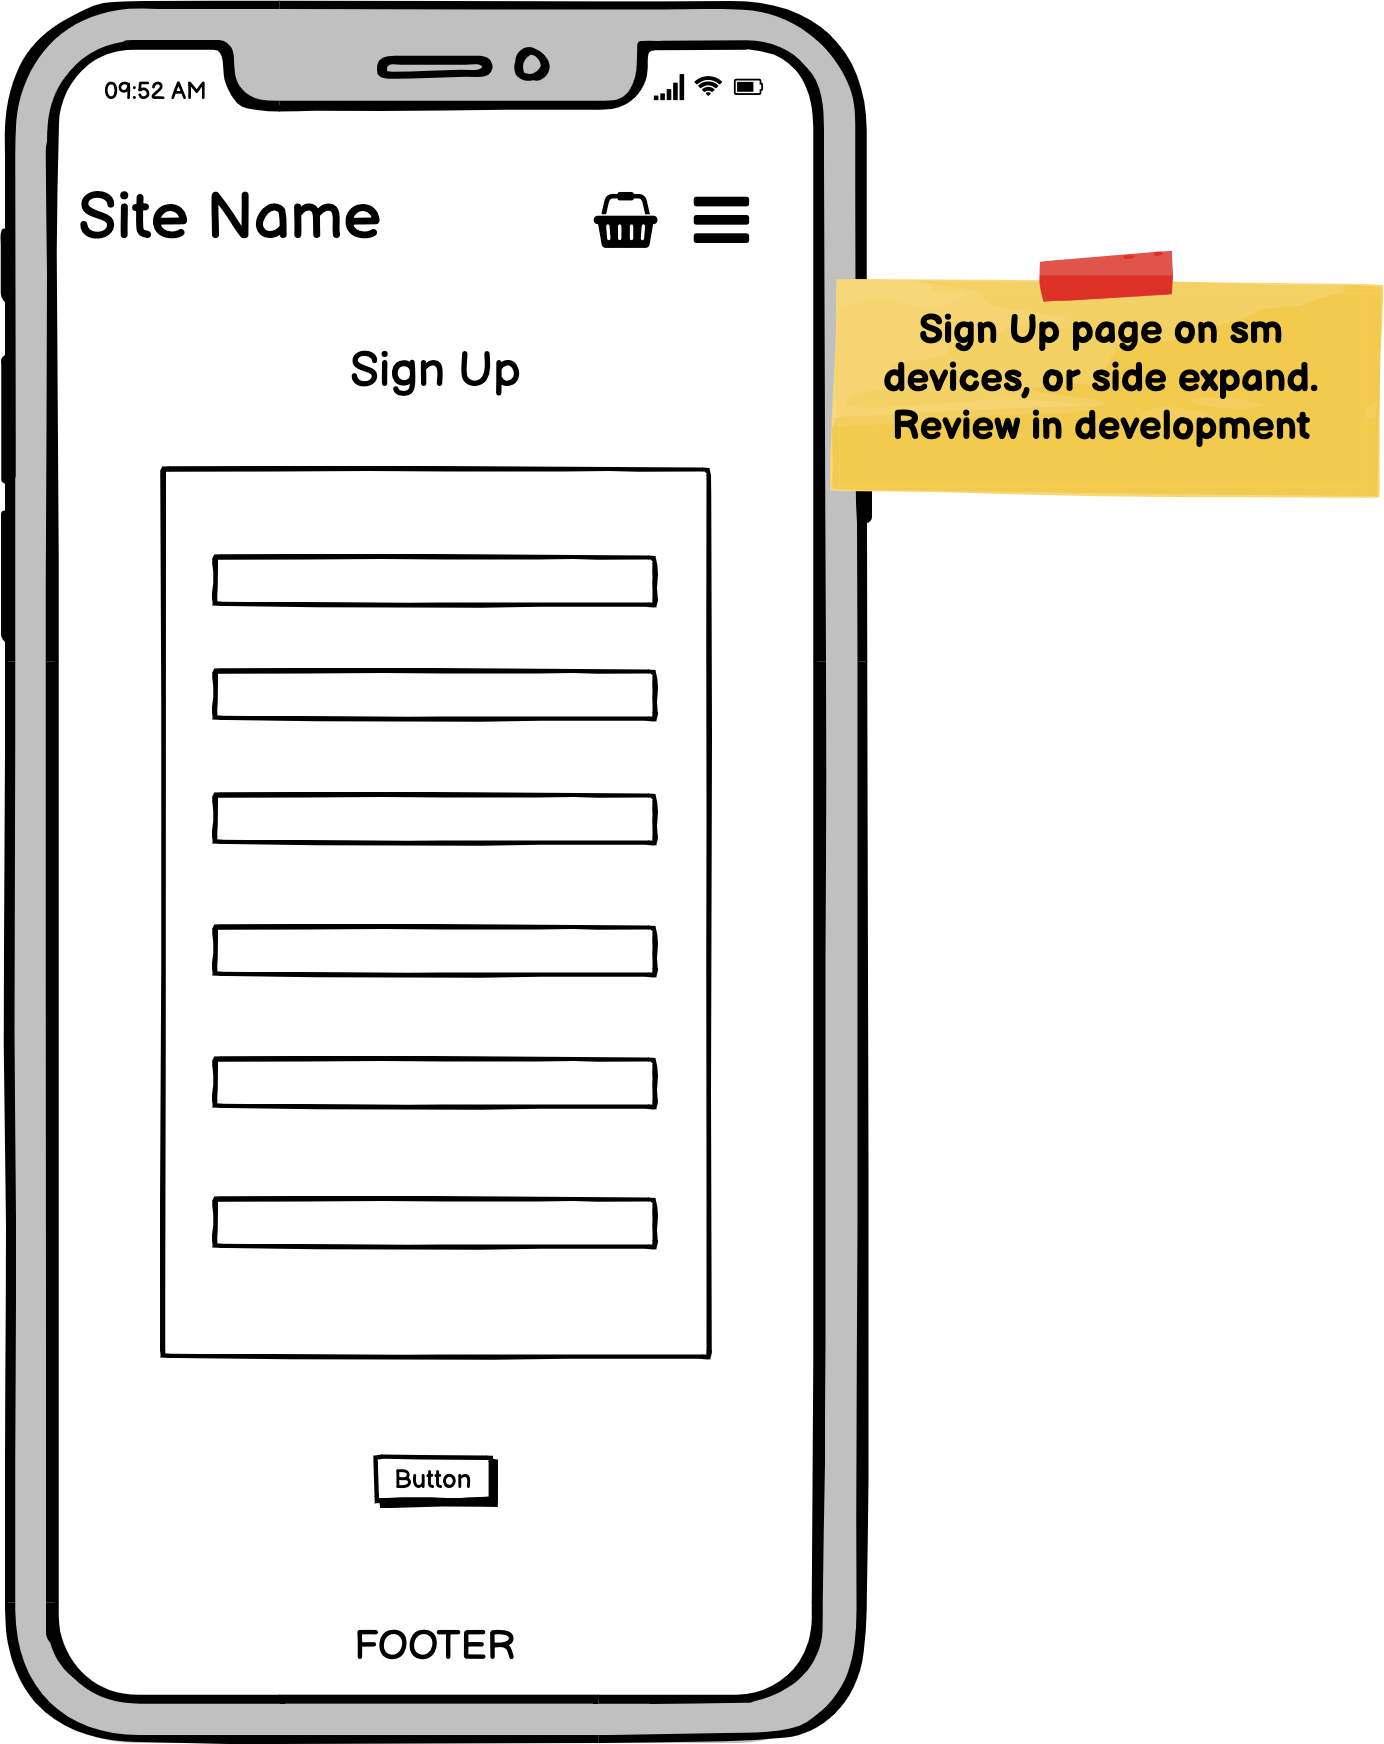 09:52 AM
Site Name
Sign Up
Sign Up page on sm
devices, or side expand.
Review in development
Button
FOOTER